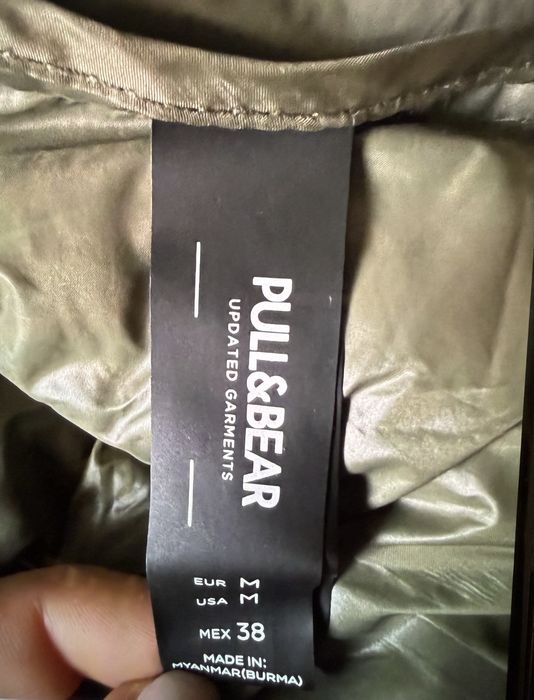 PULL&BEAR
UPDATED GARMENTS
EUR M
USA M
MEX 38
MADE IN:
MYANMAR(BURMA)